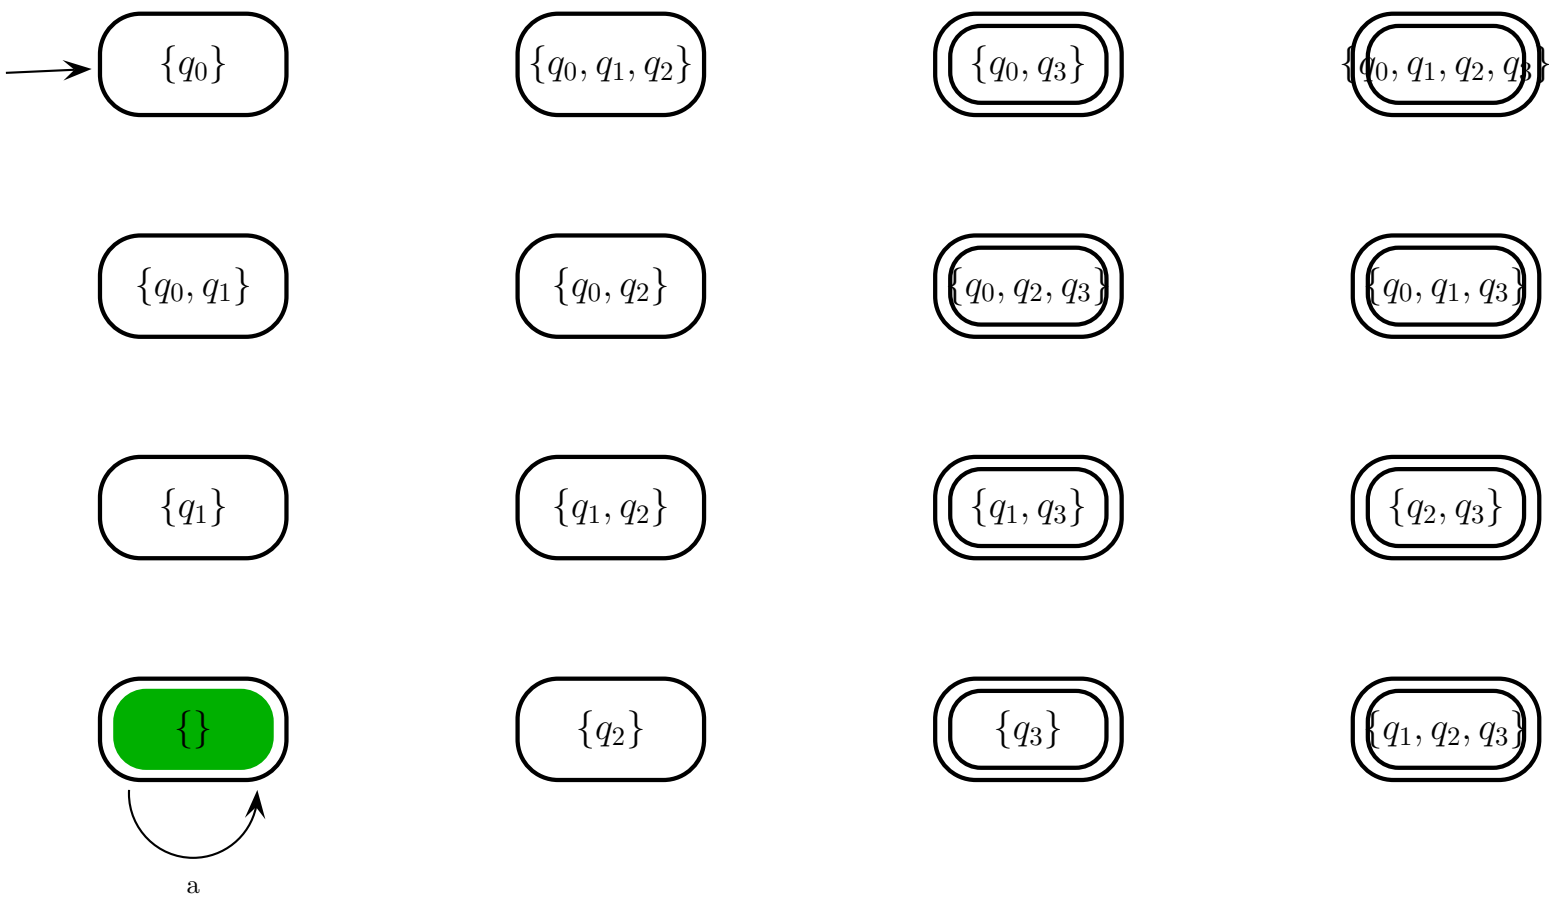 {q₀} {q₀, q₁, q₂} {q₀, q₃} {q₀, q₁, q₂, q₃}
{q₀, q₁} {q₀, q₂} {q₀, q₂, q₃} {q₀, q₁, q₃}
{q₁} {q₁, q₂} {q₁, q₃} {q₂, q₃}
{} {q₂} {q₃} {q₁, q₂, q₃}
a